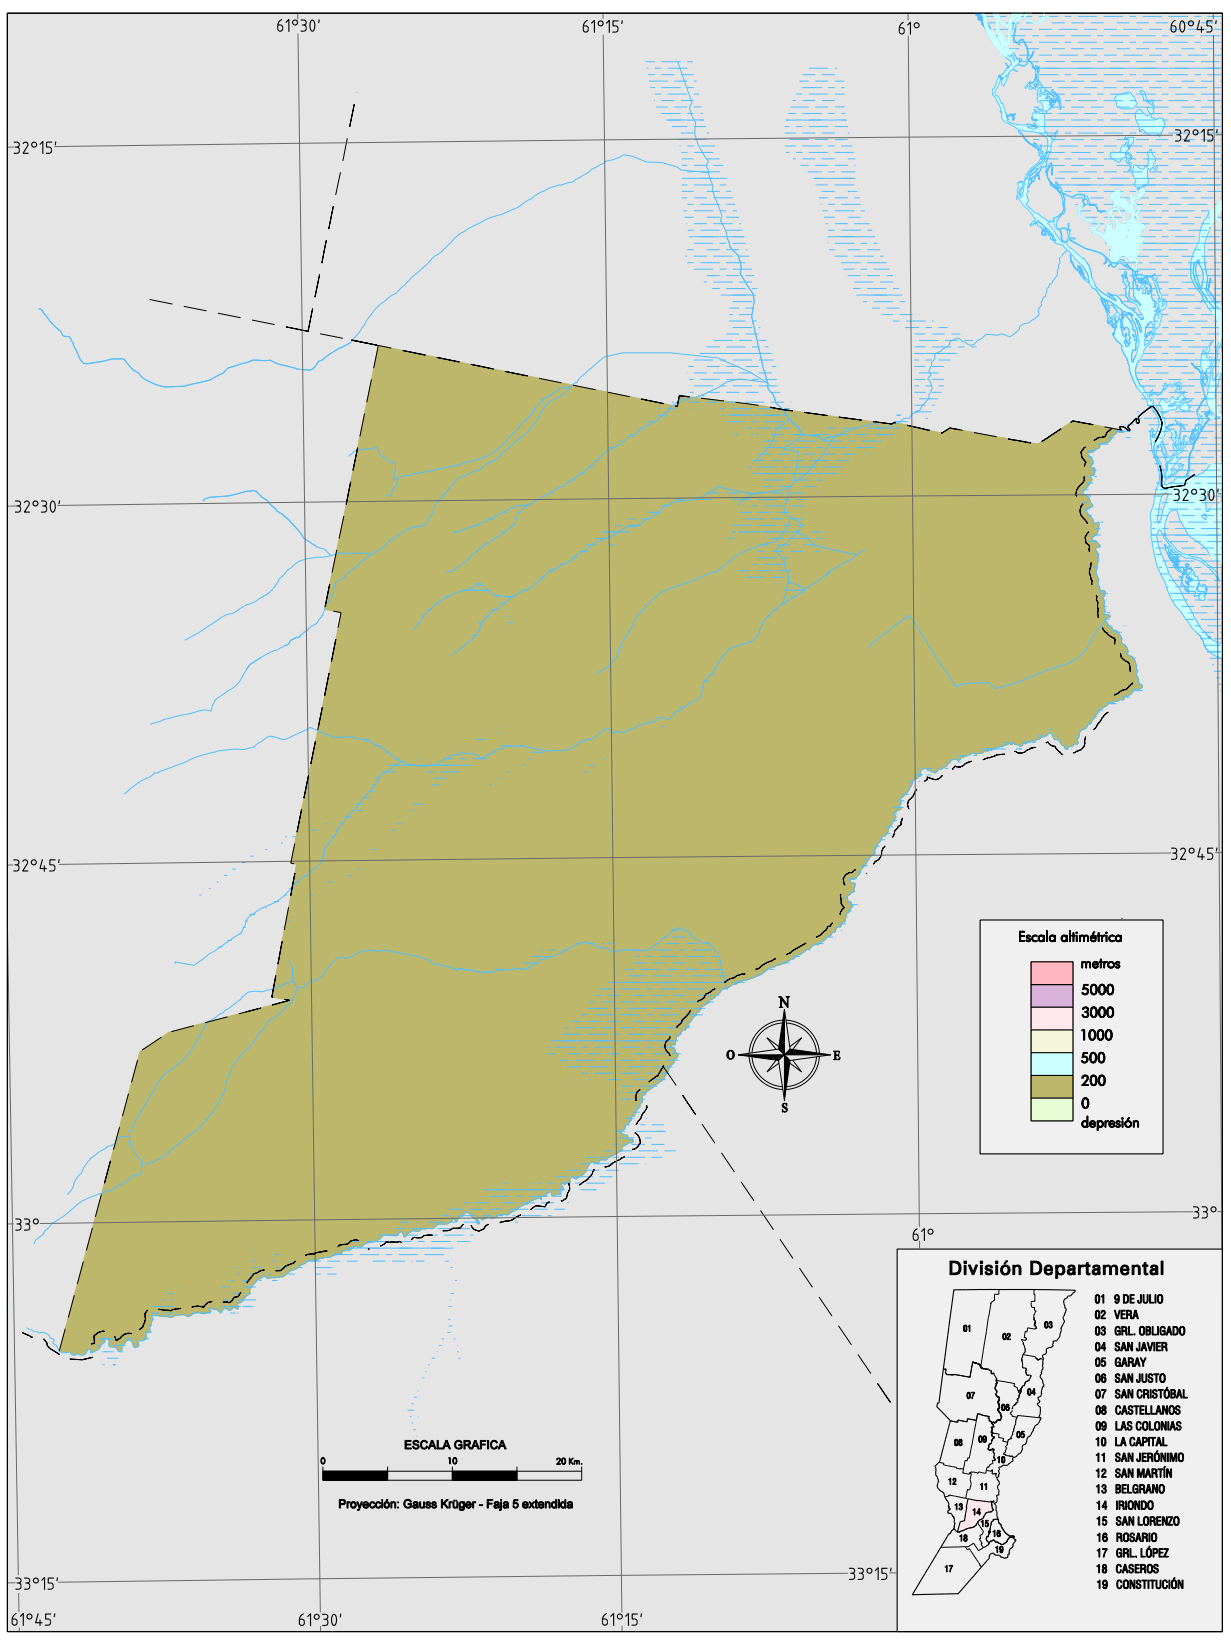 61°30'
61°15'
61°
60°45'
32°15'
32°15'
32°30'
32°30'
32°45'
32°45'
Escala altimétrica
metros
5000
3000
1000
500
200
0
depresión
N
O
E
S
33°
33°
61°
División Departamental
01 9 DE JULIO
02 VERA
03 GRL. OBLIGADO
04 SAN JAVIER
05 GARAY
06 SAN JUSTO
07 SAN CRISTÓBAL
08 CASTELLANOS
09 LAS COLONIAS
10 LA CAPITAL
11 SAN JERÓNIMO
12 SAN MARTÍN
13 BELGRANO
14 IRIONDO
15 SAN LORENZO
16 ROSARIO
17 GRL. LÓPEZ
18 CASEROS
19 CONSTITUCIÓN
01
02
03
04
05
06
07
08
09
10
11
12
13
14
15
16
18
19
17
ESCALA GRAFICA
0 10 20 Km.
Proyección: Gauss Krüger - Faja 5 extendida
33°15'
33°15'
61°45'
61°30'
61°15'